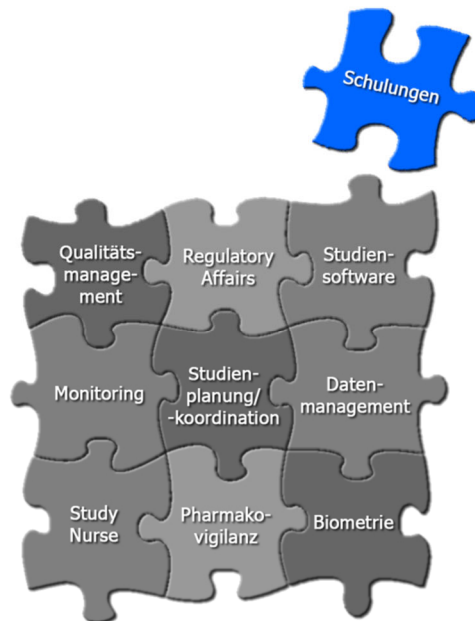 Schulungen
Qualitäts-
manage-
ment
Regulatory
Affairs
Studien-
software
Monitoring
Studien-
planung/
-koordination
Daten-
management
Study
Nurse
Pharmako-
vigilanz
Biometrie